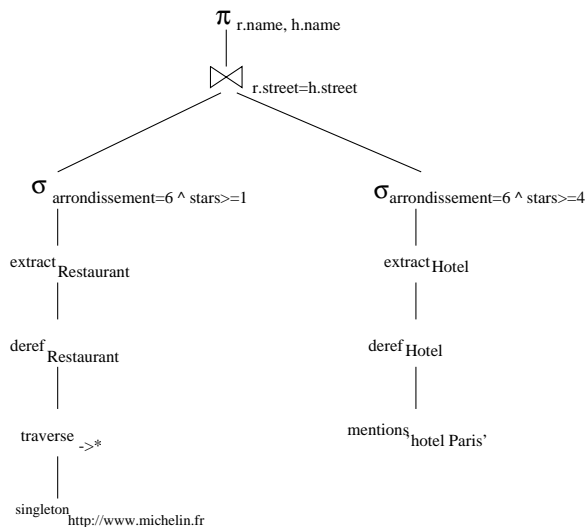 π r.name, h.name
r.street=h.street
σ arrondissement=6 ^ stars>=1
σ arrondissement=6 ^ stars>=4
extract Restaurant
extract Hotel
deref Restaurant
deref Hotel
traverse ->*
mentions 'hotel Paris'
singleton http://www.michelin.fr